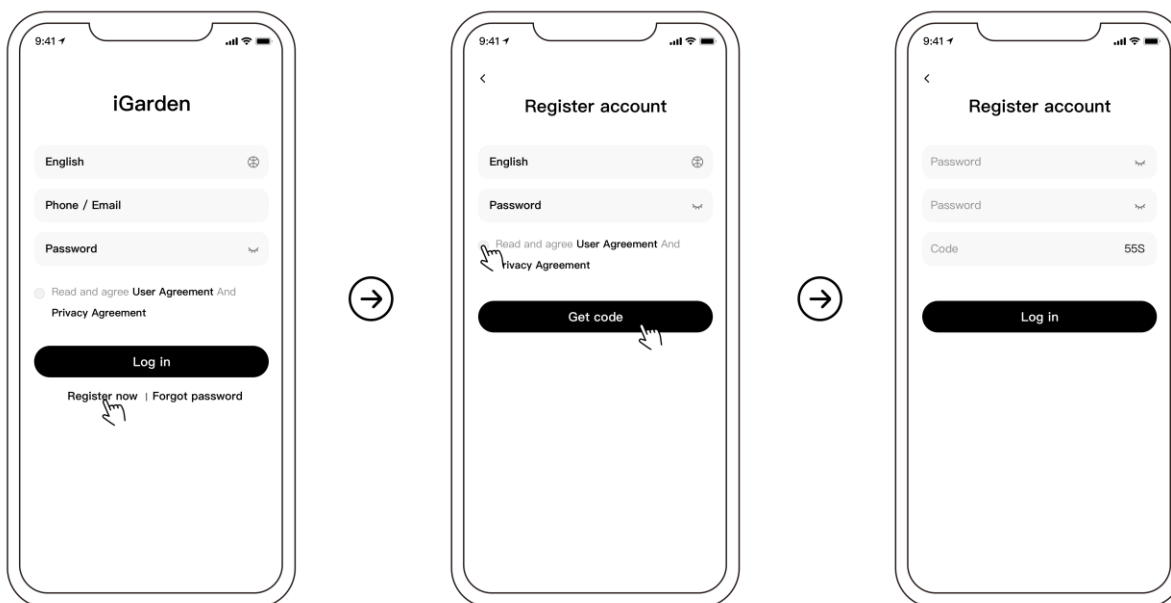 9:41
iGarden
English
Phone / Email
Password
Read and agree User Agreement And
Privacy Agreement
Log in
Register now | Forgot password
9:41
Register account
English
Password
Read and agree User Agreement And
rivacy Agreement
Get code
9:41
Register account
Password
Password
Code 55S
Log in